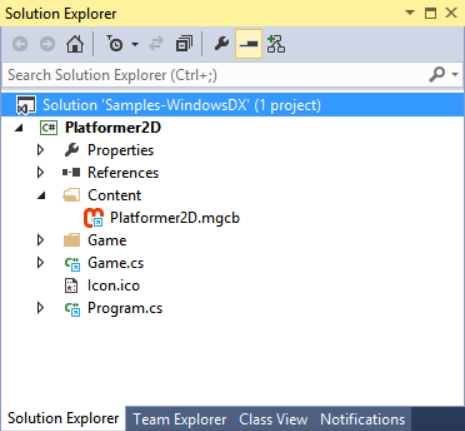 Solution Explorer
Search Solution Explorer (Ctrl+;)
Solution 'Samples-WindowsDX' (1 project)
C# Platformer2D
Properties
References
Content
Platformer2D.mgcb
Game
C# Game.cs
Icon.ico
C# Program.cs
Solution Explorer Team Explorer Class View Notifications